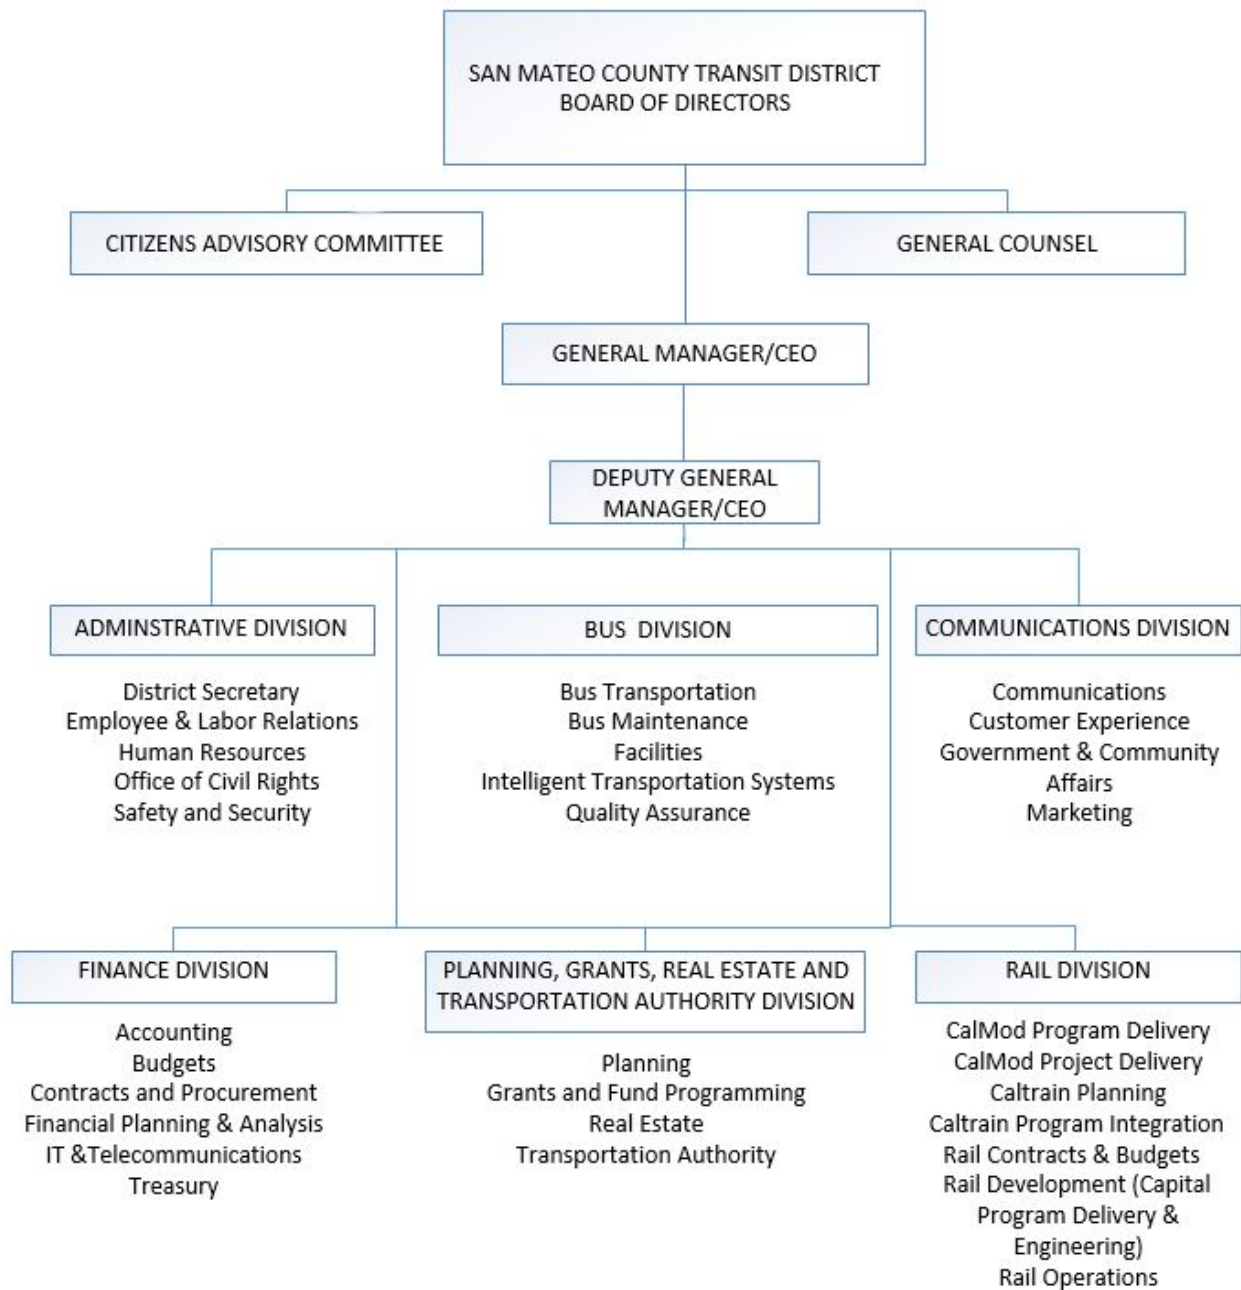 SAN MATEO COUNTY TRANSIT DISTRICT
BOARD OF DIRECTORS
CITIZENS ADVISORY COMMITTEE
GENERAL COUNSEL
GENERAL MANAGER/CEO
DEPUTY GENERAL
MANAGER/CEO
ADMINSTRATIVE DIVISION
District Secretary
Employee & Labor Relations
Human Resources
Office of Civil Rights
Safety and Security
BUS DIVISION
Bus Transportation
Bus Maintenance
Facilities
Intelligent Transportation Systems
Quality Assurance
COMMUNICATIONS DIVISION
Communications
Customer Experience
Government & Community
Affairs
Marketing
FINANCE DIVISION
Accounting
Budgets
Contracts and Procurement
Financial Planning & Analysis
IT &Telecommunications
Treasury
PLANNING, GRANTS, REAL ESTATE AND
TRANSPORTATION AUTHORITY DIVISION
Planning
Grants and Fund Programming
Real Estate
Transportation Authority
RAIL DIVISION
CalMod Program Delivery
CalMod Project Delivery
Caltrain Planning
Caltrain Program Integration
Rail Contracts & Budgets
Rail Development (Capital
Program Delivery &
Engineering)
Rail Operations